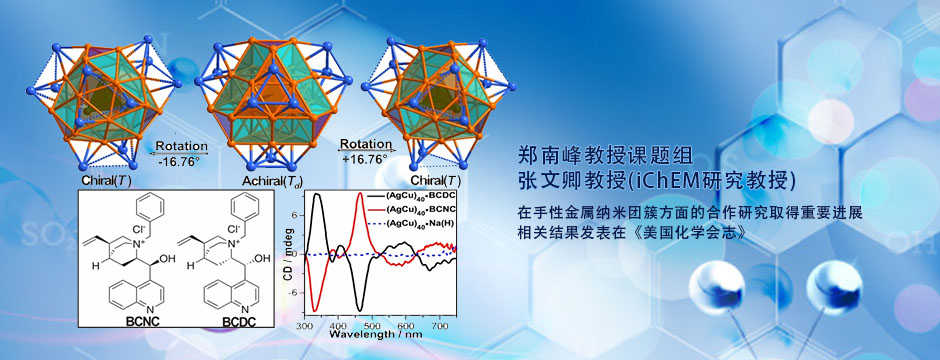 Rotation
-16.76°
Rotation
+16.76°
Chiral(T)
Achiral(Td)
Chiral(T)
郑南峰教授课题组
张文卿教授(iChEM研究教授)
在手性金属纳米团簇方面的合作研究取得重要进展
相关结果发表在《美国化学会志》
Cl⁻
N⁺
H
OH
N
BCNC
Cl⁻
N⁺
H
OH
N
BCDC
CD / mdeg
6
0
-6
(AgCu)40-BCDC
(AgCu)40-BCNC
(AgCu)40-Na(H)
300 400 500 600 700
Wavelength / nm